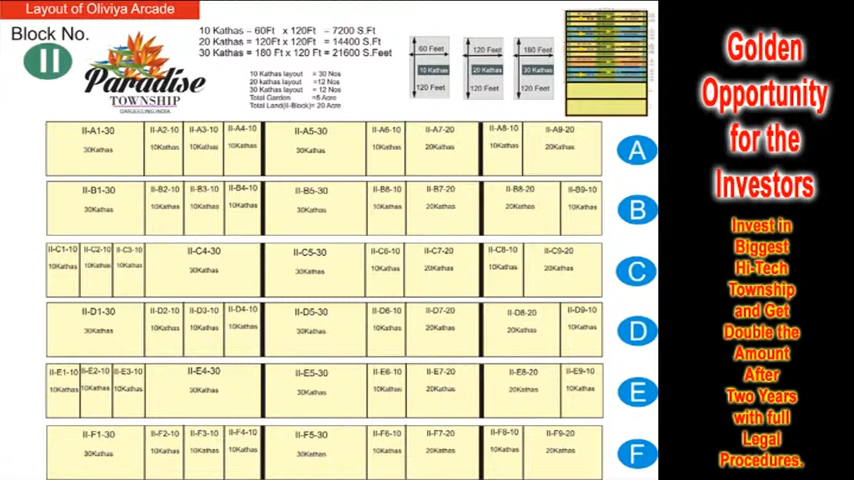 Layout of Oliviya Arcade
Block No.
II
Paradise
TOWNSHIP
DARJEELING,INDIA
10 Kathas -- 60Ft x 120Ft -- 7200 S.Ft
20 Kathas = 120Ft x 120Ft = 14400 S.Ft
30 Kathas = 180 Ft x 120 Ft = 21600 S.Feet
10 Kathas layout = 30 Nos
20 kathas layout =12 Nos
30 Kathas layout = 12 Nos
Total Garden =6 Acre
Total Land(II-Block)= 20 Acre
60 Feet 120 Feet 180 Feet
10 Kathas 20 Kathas 30 Kathas
120 Feet 120 Feet 120 Feet
II-A1-30 II-A2-10 II-A3-10 II-A4-10 II-A5-30 II-A6-10 II-A7-20 II-A8-10 II-A9-20
30Kathas 10Kathas 10Kathas 10Kathas 30Kathas 10Kathas 20Kathas 10Kathas 20Kathas
A
II-B1-30 II-B2-10 II-B3-10 II-B4-10 II-B5-30 II-B6-10 II-B7-20 II-B8-20 II-B9-10
30Kathas 10Kathas 10Kathas 10Kathas 30Kathas 10Kathas 20Kathas 20Kathas 10Kathas
B
II-C1-10 II-C2-10 II-C3-10 II-C4-30 II-C5-30 II-C6-10 II-C7-20 II-C8-10 II-C9-20
10Kathas 10Kathas 10Kathas 30Kathas 30Kathas 10Kathas 20Kathas 10Kathas 20Kathas
C
II-D1-30 II-D2-10 II-D3-10 II-D4-10 II-D5-30 II-D6-10 II-D7-20 II-D8-20 II-D9-10
30Kathas 10Kathas 10Kathas 10Kathas 30Kathas 10Kathas 20Kathas 20Kathas 10Kathas
D
II-E1-10 II-E2-10 II-E3-10 II-E4-30 II-E5-30 II-E6-10 II-E7-20 II-E8-20 II-E9-10
10Kathas 10Kathas 10Kathas 30Kathas 30Kathas 10Kathas 20Kathas 20Kathas 10Kathas
E
II-F1-30 II-F2-10 II-F3-10 II-F4-10 II-F5-30 II-F6-10 II-F7-20 II-F8-10 II-F9-20
30Kathas 10Kathas 10Kathas 10Kathas 30Kathas 10Kathas 20Kathas 10Kathas 20Kathas
F
Golden
Opportunity
for the
Investors
Invest in
Biggest
Hi-Tech
Township
and Get
Double the
Amount
After
Two Years
with full
Legal
Procedures.